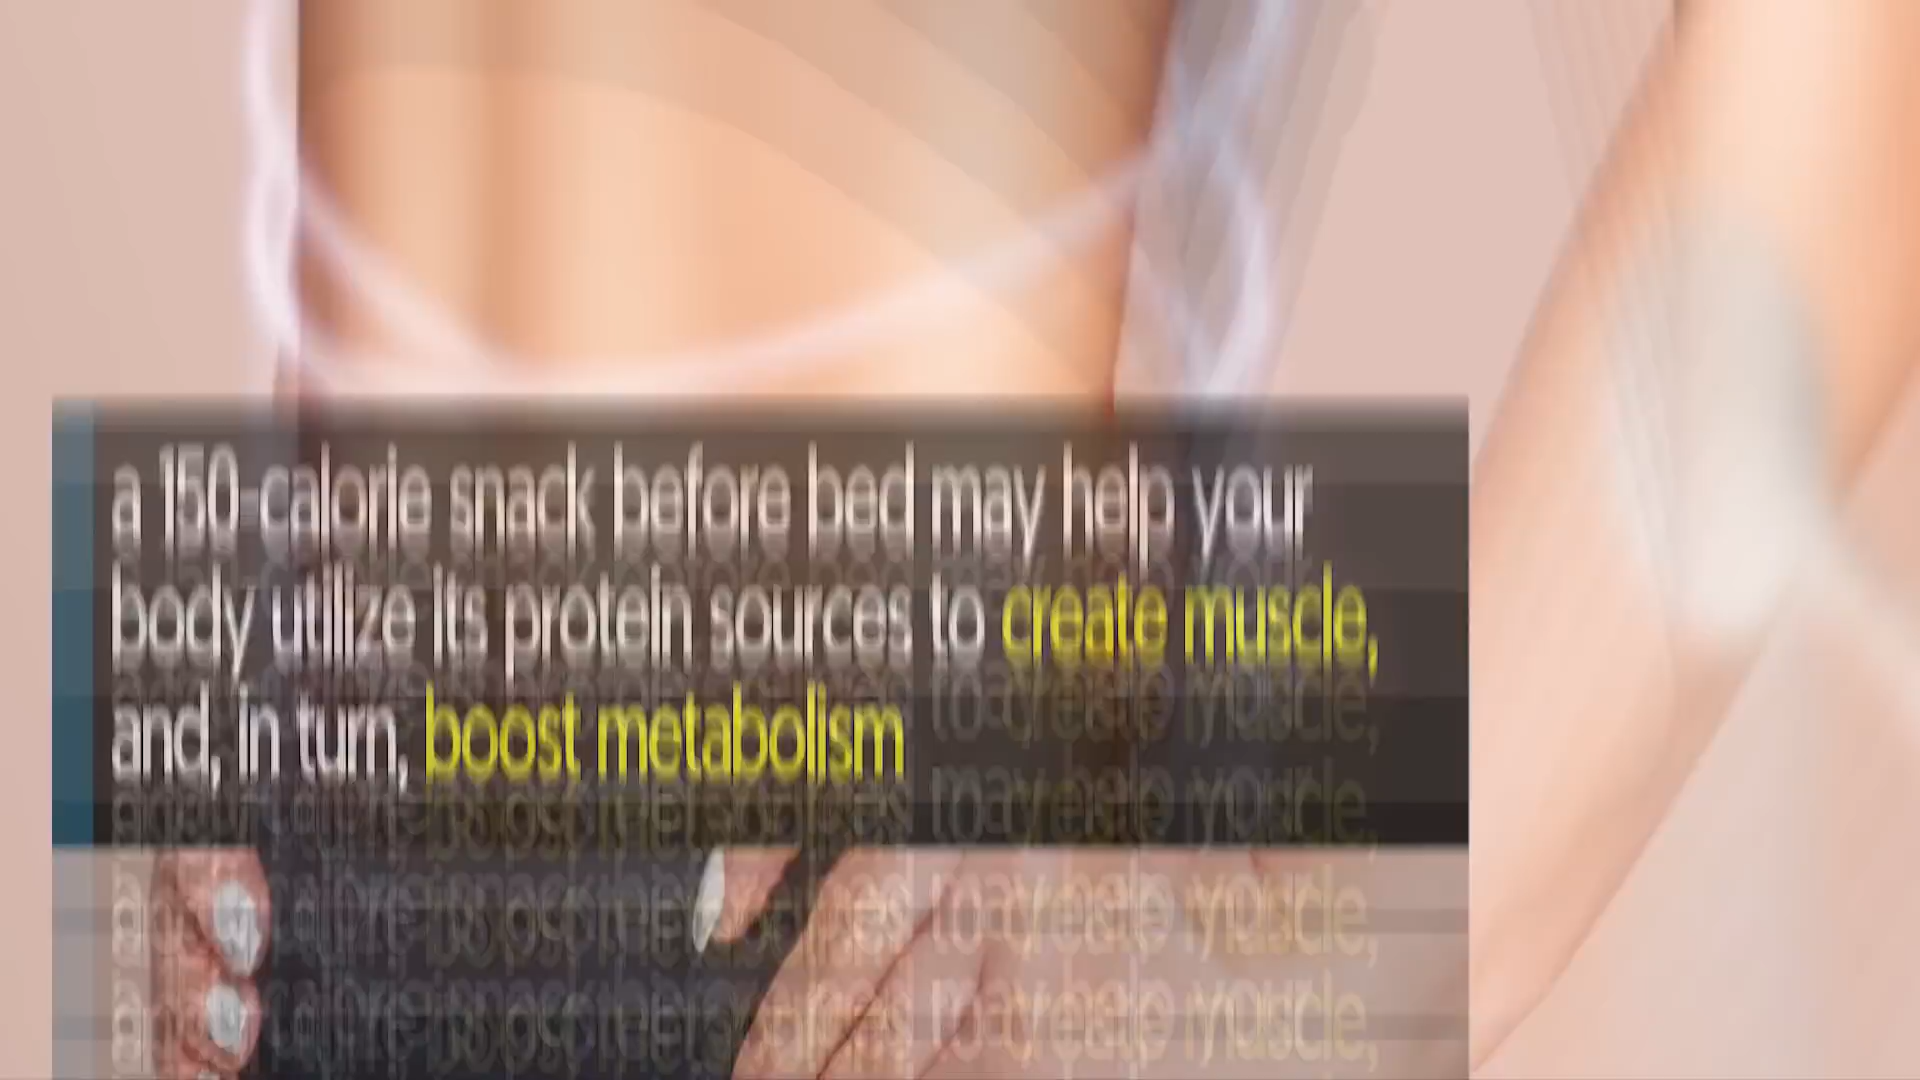 a 150-calorie snack before bed may help your
body utilize its protein sources to create muscle,
and, in turn, boost metabolism